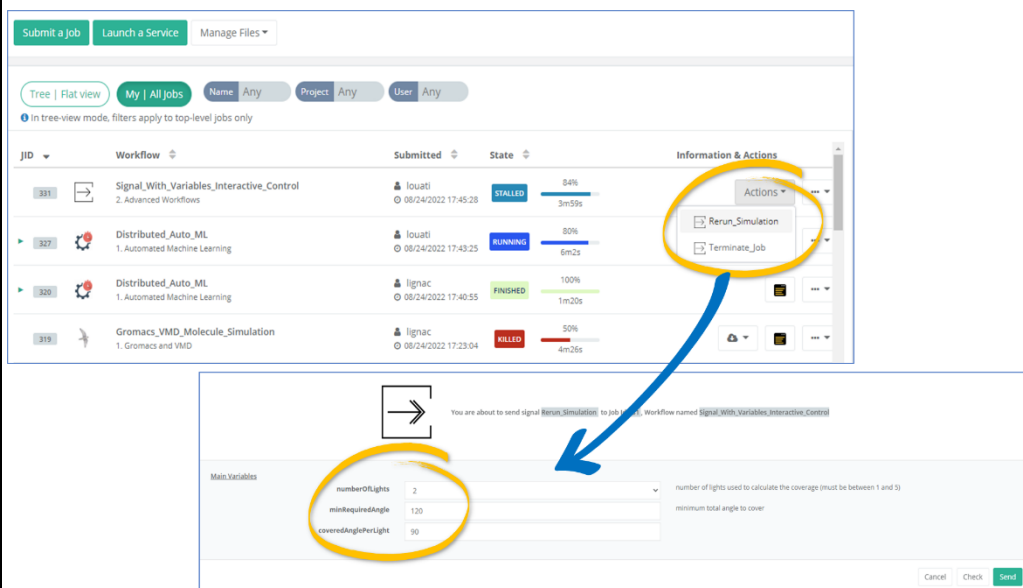 Submit a Job Launch a Service Manage Files
Tree | Flat view My | All Jobs Name Any Project Any User Any
In tree-view mode, filters apply to top-level jobs only
JID Workflow Submitted State Information & Actions
331 Signal_With_Variables_Interactive_Control louati STALLED 84% Actions
2. Advanced Workflows 08/24/2022 17:45:28 3m59s
Rerun_Simulation
Terminate_Job
327 Distributed_Auto_ML louati RUNNING 80%
1. Automated Machine Learning 08/24/2022 17:43:25 6m2s
320 Distributed_Auto_ML lignac FINISHED 100%
1. Automated Machine Learning 08/24/2022 17:40:55 1m20s
319 Gromacs_VMD_Molecule_Simulation lignac KILLED 50%
1. Gromacs and VMD 08/24/2022 17:23:04 4m26s
You are about to send signal Rerun_Simulation to Job , Workflow named Signal_With_Variables_Interactive_Control
Main Variables
numberOfLights 2 number of lights used to calculate the coverage (must be between 1 and 5)
minRequiredAngle 120 minimum total angle to cover
coveredAnglePerLight 90
Cancel Check Send